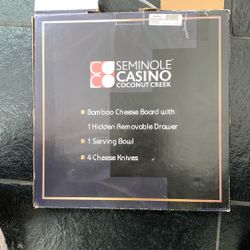 SEMINOLE
CASINO
COCONUT CREEK
Bamboo Cheese Board with
1 Hidden Removable Drawer
1 Serving Bowl
4 Cheese Knives